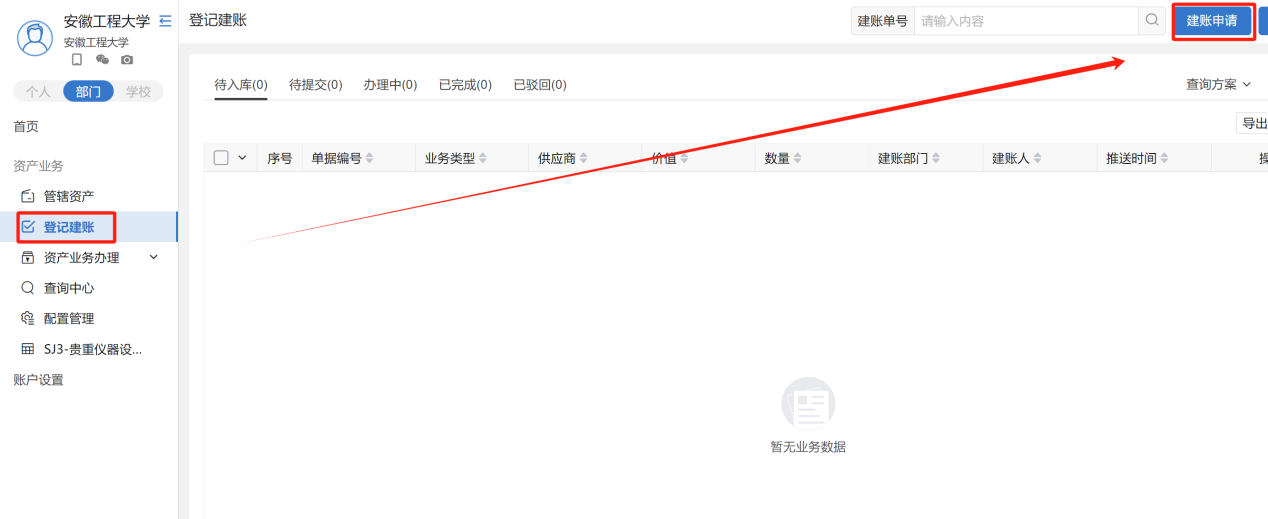 安徽工程大学
安徽工程大学
个人 部门 学校
首页
资产业务
管辖资产
登记建账
资产业务办理
查询中心
配置管理
SJ3-贵重仪器设...
账户设置
登记建账
建账单号 请输入内容 建账申请
待入库(0) 待提交(0) 办理中(0) 已完成(0) 已驳回(0) 查询方案
导出
序号 单据编号 业务类型 供应商 价值 数量 建账部门 建账人 推送时间
暂无业务数据